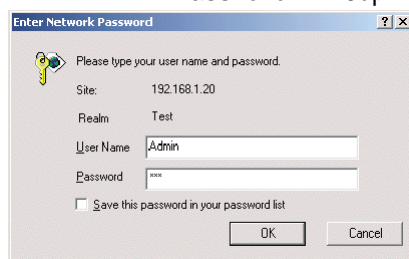 Enter Network Password
Please type your user name and password.
Site: 192.168.1.20
Realm Test
User Name Admin
Password ×××
Save this password in your password list
OK Cancel